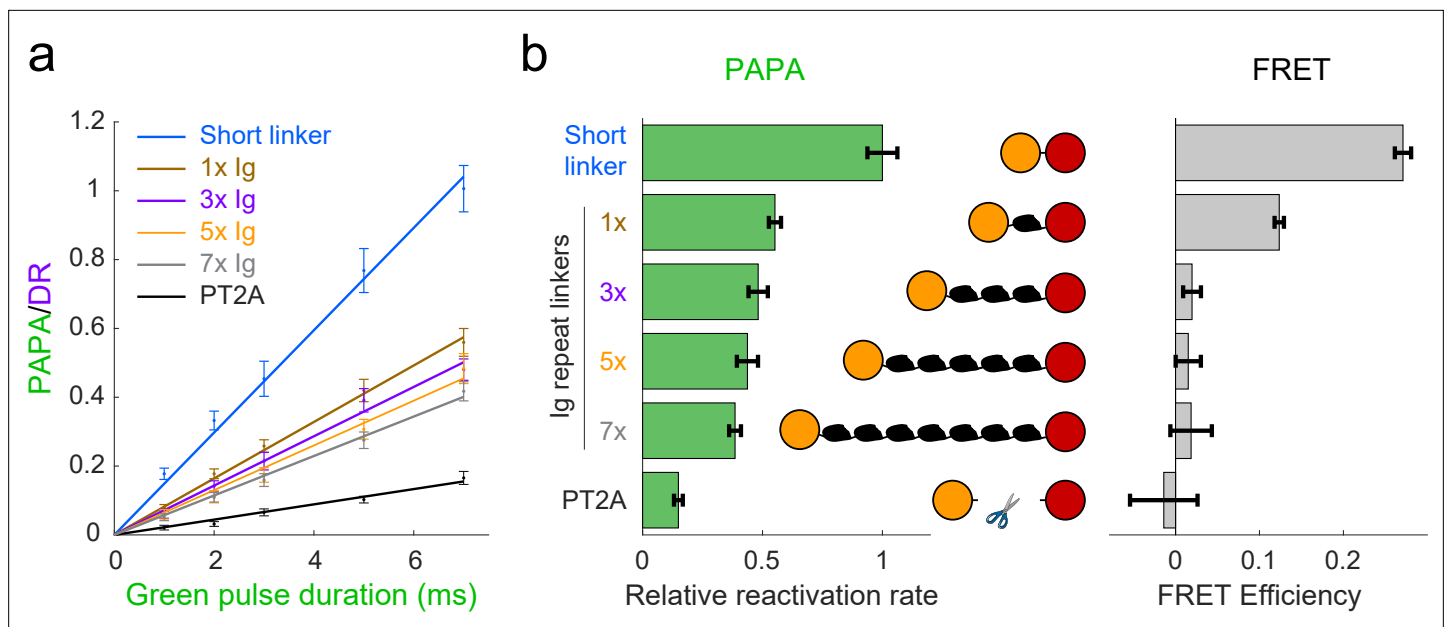 a
1.2
1
0.8
0.6
0.4
0.2
0
PAPA/DR
Short linker
1x Ig
3x Ig
5x Ig
7x Ig
PT2A
0 2 4 6
Green pulse duration (ms)
b
PAPA
Short
linker
Ig repeat linkers
1x
3x
5x
7x
PT2A
0 0.5 1
Relative reactivation rate
FRET
0 0.1 0.2
FRET Efficiency